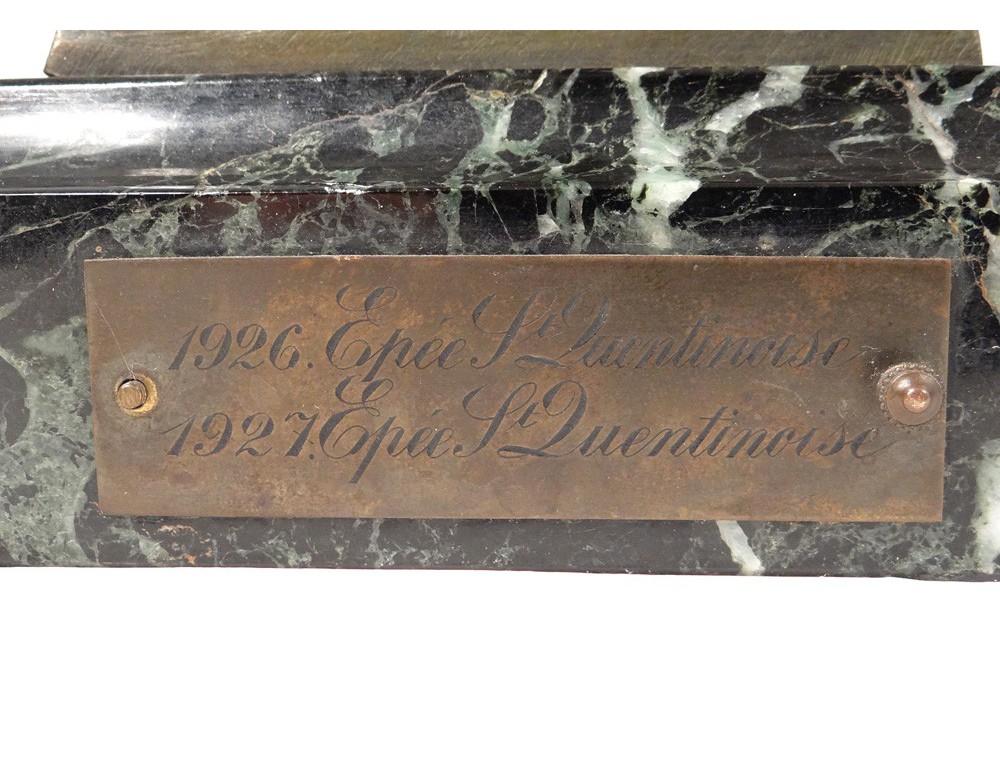 1926. Epée St Quentinoise
1927. Epée St Quentinoise